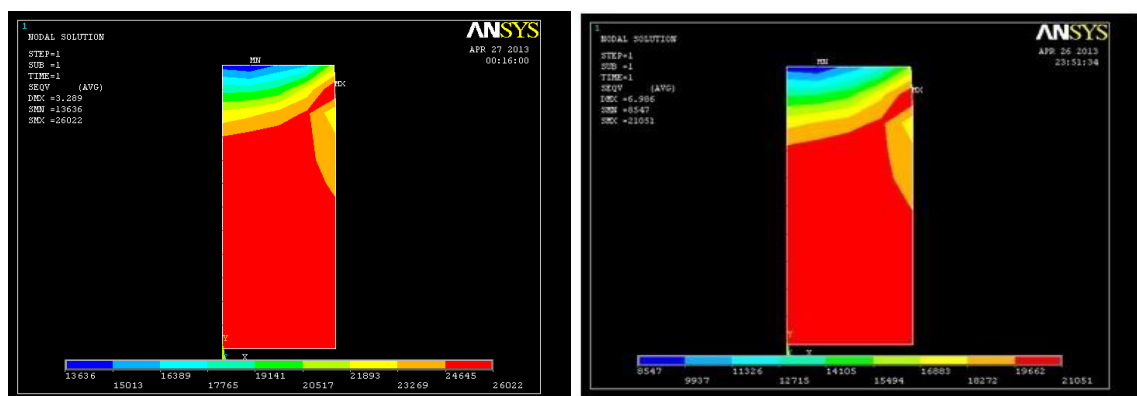 1
ANSYS
NODAL SOLUTION
APR 27 2013
00:16:00
STEP=1
SUB =1
TIME=1
SEQV (AVG)
DMX =3.289
SMN =13636
SMX =26022
MN
MX
Y
Z X
13636 16389 19141 21893 24645
15013 17765 20517 23269 26022
1
ANSYS
NODAL SOLUTION
APR 26 2013
23:51:34
STEP=1
SUB =1
TIME=1
SEQV (AVG)
DMX =6.986
SMN =8547
SMX =21051
MN
MX
Y
X
8547 11326 14105 16883 19662
9937 12715 15494 18272 21051